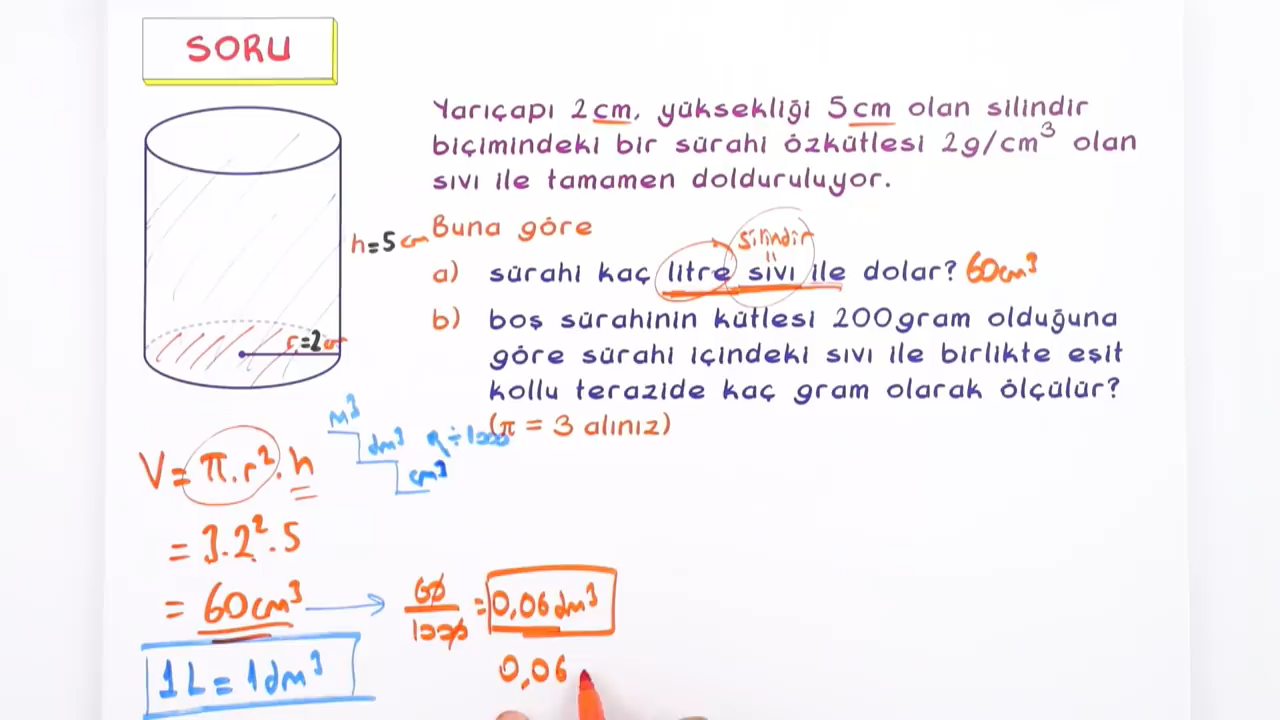 SORU
Yarıçapı 2cm, yüksekliği 5cm olan silindir
biçimindeki bir sürahi özkütlesi 2g/cm³ olan
sıvı ile tamamen dolduruluyor.
h=5cm
Buna göre
silindir
a) sürahi kaç litre sıvı ile dolar? 60cm³
b) boş sürahinin kütlesi 200gram olduğuna
göre sürahi içindeki sıvı ile birlikte eşit
kollu terazide kaç gram olarak ölçülür?
(π = 3 alınız)
r=2cm
m³
dm³ ÷1000
cm³
V= π.r².h
= 3.2².5
= 60cm³ → 60/1000 = 0,06dm³
1L = 1dm³
0,06